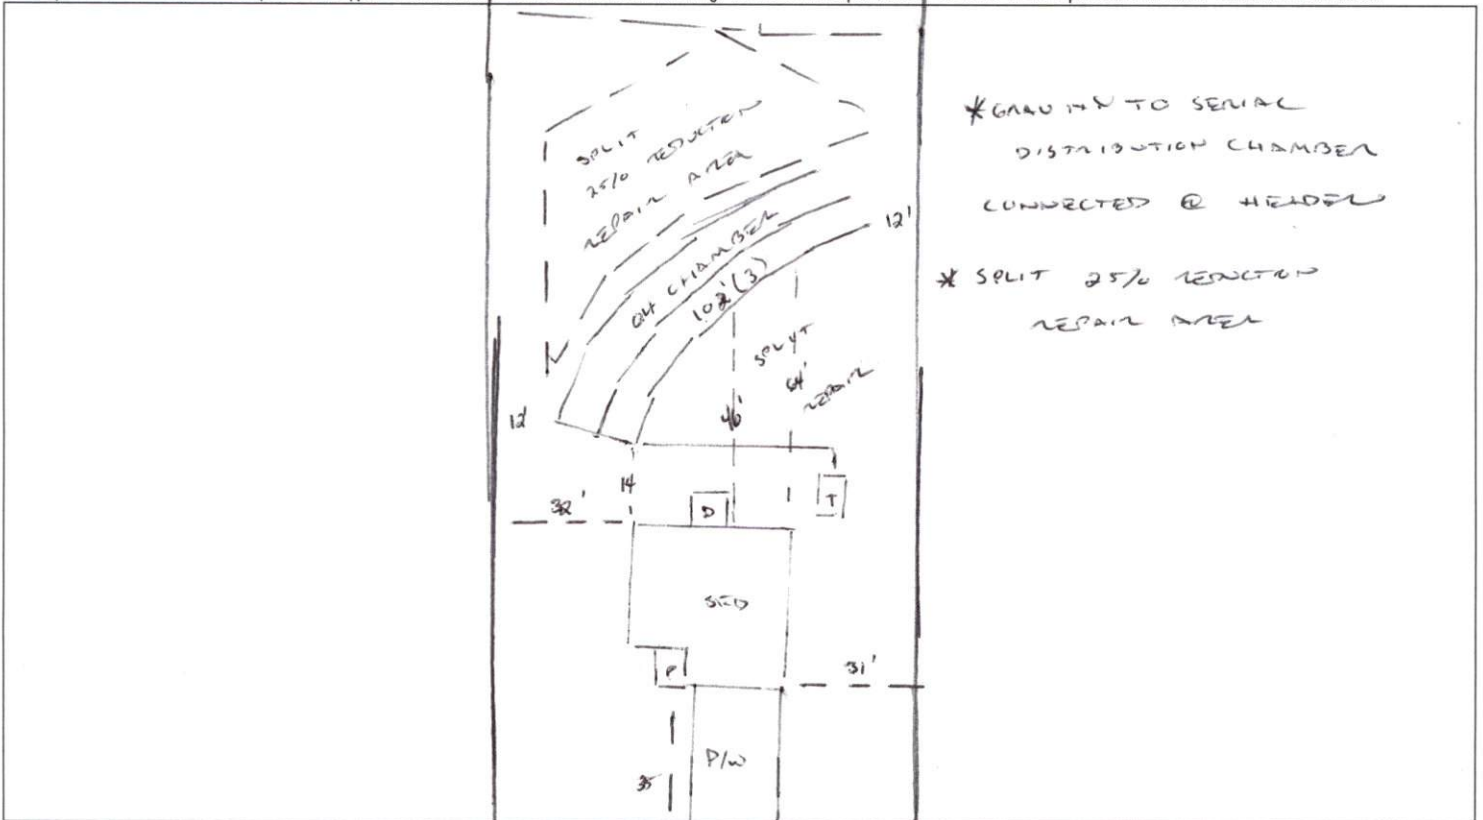 SPLIT
25% REDUCTION
REPAIR AREA
Q4 CHAMBER
102'(3)
12'
12'
SPLIT
64'
REPAIR
46'
14
T
D
32'
SFD
P
31'
P/W
35
* GRAVITY TO SERIAL
DISTRIBUTION CHAMBER
CONNECTED @ HEADER
* SPLIT 25% REDUCTION
REPAIR AREA